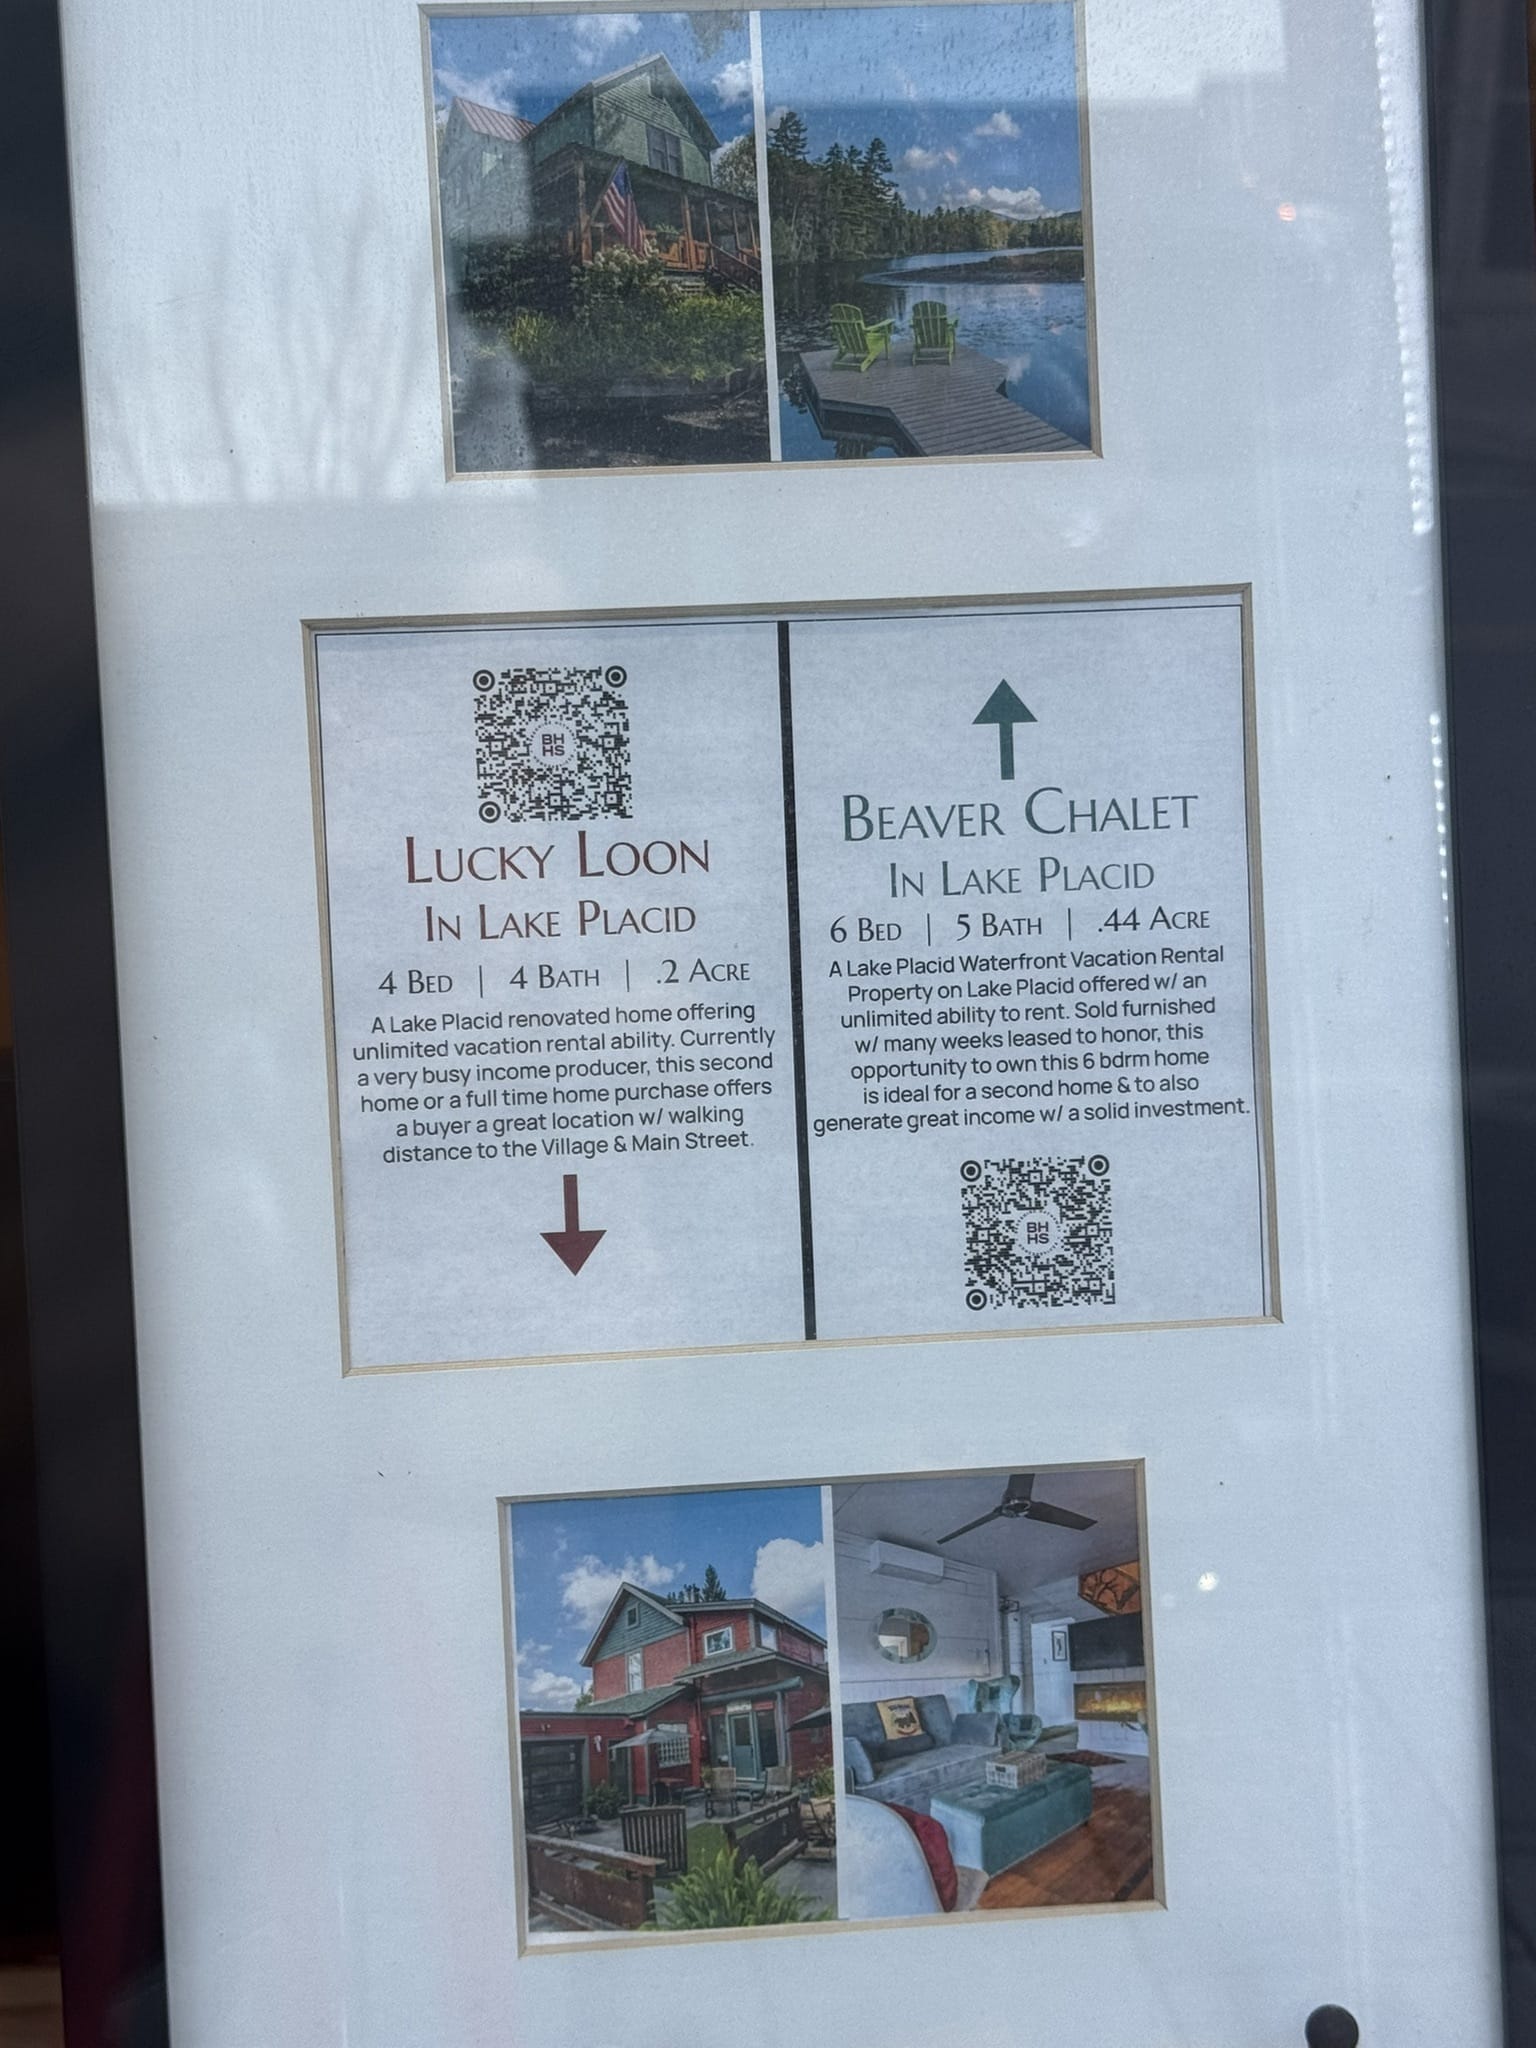 BH
HS
LUCKY LOON
IN LAKE PLACID
4 BED | 4 BATH | .2 ACRE
A Lake Placid renovated home offering
unlimited vacation rental ability. Currently
a very busy income producer, this second
home or a full time home purchase offers
a buyer a great location w/ walking
distance to the Village & Main Street.
BEAVER CHALET
IN LAKE PLACID
6 BED | 5 BATH | .44 ACRE
A Lake Placid Waterfront Vacation Rental
Property on Lake Placid offered w/ an
unlimited ability to rent. Sold furnished
w/ many weeks leased to honor, this
opportunity to own this 6 bdrm home
is ideal for a second home & to also
generate great income w/ a solid investment.
BH
HS